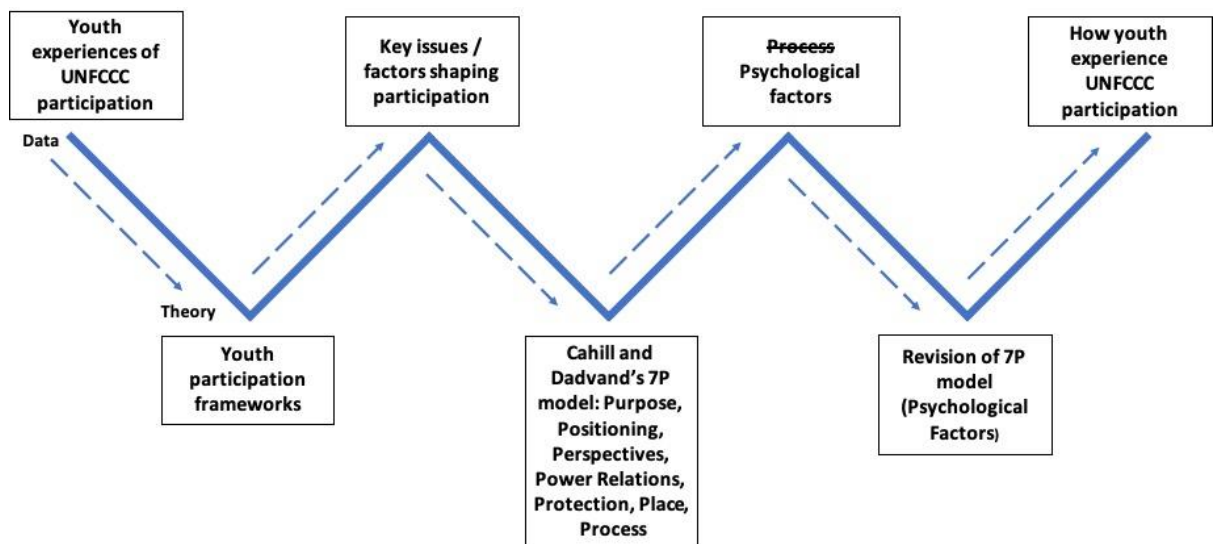 Youth
experiences of
UNFCCC
participation
Key issues /
factors shaping
participation
Process
Psychological
factors
How youth
experience
UNFCCC
participation
Data
Theory
Youth
participation
frameworks
Cahill and
Dadvand's 7P
model: Purpose,
Positioning,
Perspectives,
Power Relations,
Protection, Place,
Process
Revision of 7P
model
(Psychological
Factors)